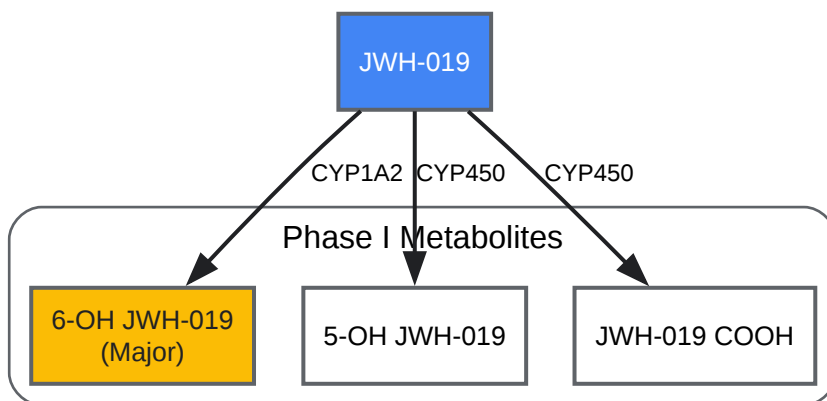 JWH-019
CYP1A2
CYP450
CYP450
Phase I Metabolites
6-OH JWH-019
(Major)
5-OH JWH-019
JWH-019 COOH